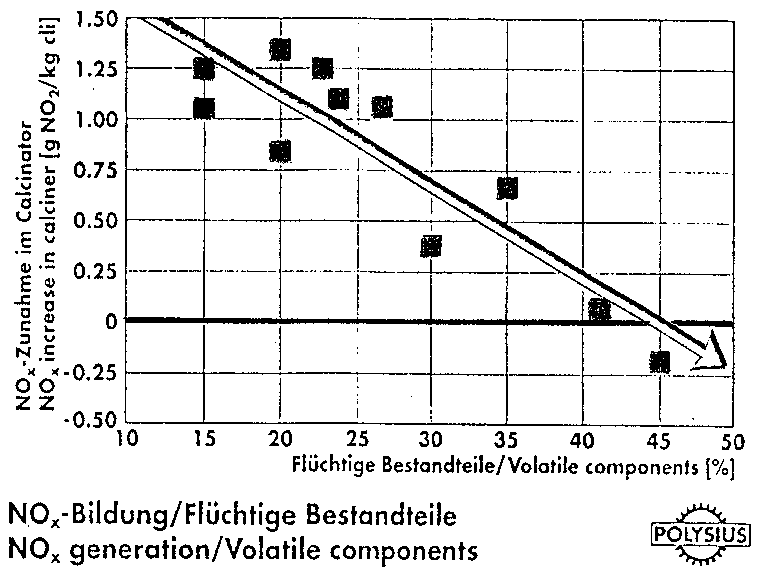 NOx-Zunahme im Calcinator
NOx increase in calciner [g NO2/kg cli]
1.50
1.25
1.00
0.75
0.50
0.25
0
-0.25
-0.50
10 15 20 25 30 35 40 45 50
Flüchtige Bestandteile/Volatile components [%]
NOx-Bildung/Flüchtige Bestandteile
NOx generation/Volatile components
POLYSIUS